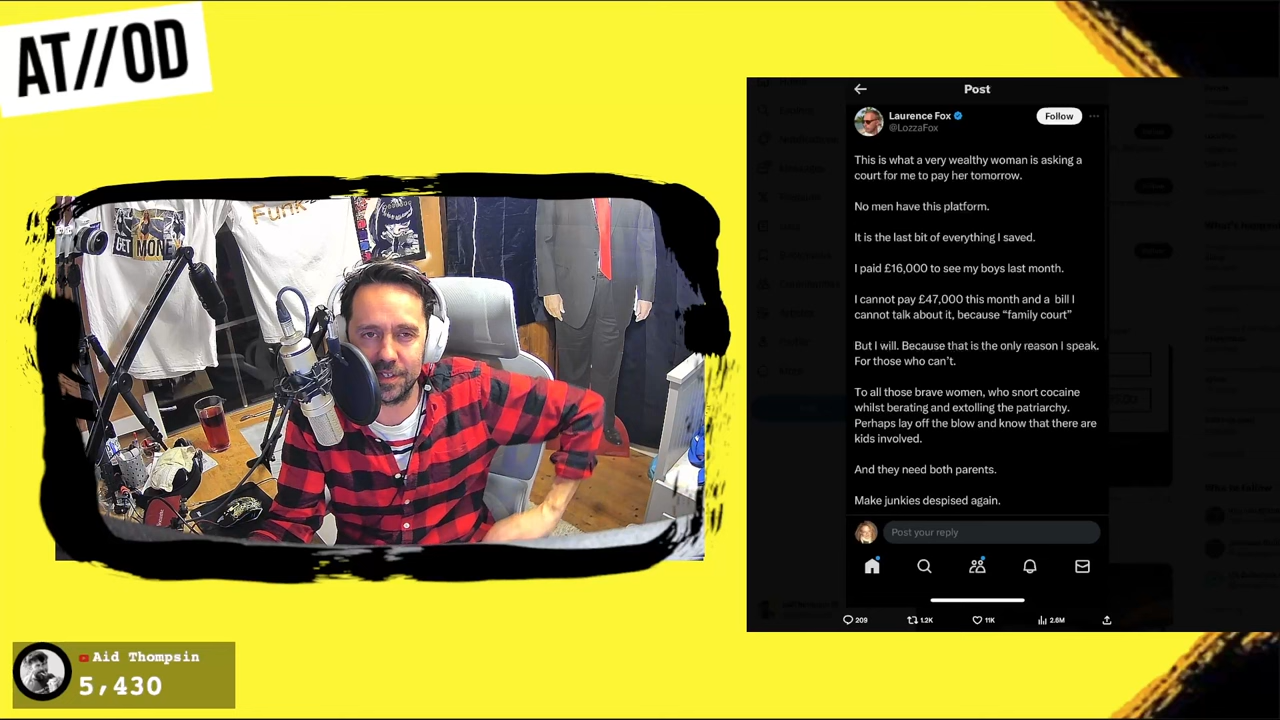 AT//OD
GET MONEY
Funk-
Aid Thompsin
5,430
Post
Laurence Fox
@LozzaFox
Follow
This is what a very wealthy woman is asking a
court for me to pay her tomorrow.
No men have this platform.
It is the last bit of everything I saved.
I paid £16,000 to see my boys last month.
I cannot pay £47,000 this month and a bill I
cannot talk about it, because “family court”
But I will. Because that is the only reason I speak.
For those who can’t.
To all those brave women, who snort cocaine
whilst berating and extolling the patriarchy.
Perhaps lay off the blow and know that there are
kids involved.
And they need both parents.
Make junkies despised again.
Post your reply
209
1.2K
11K
2.6M